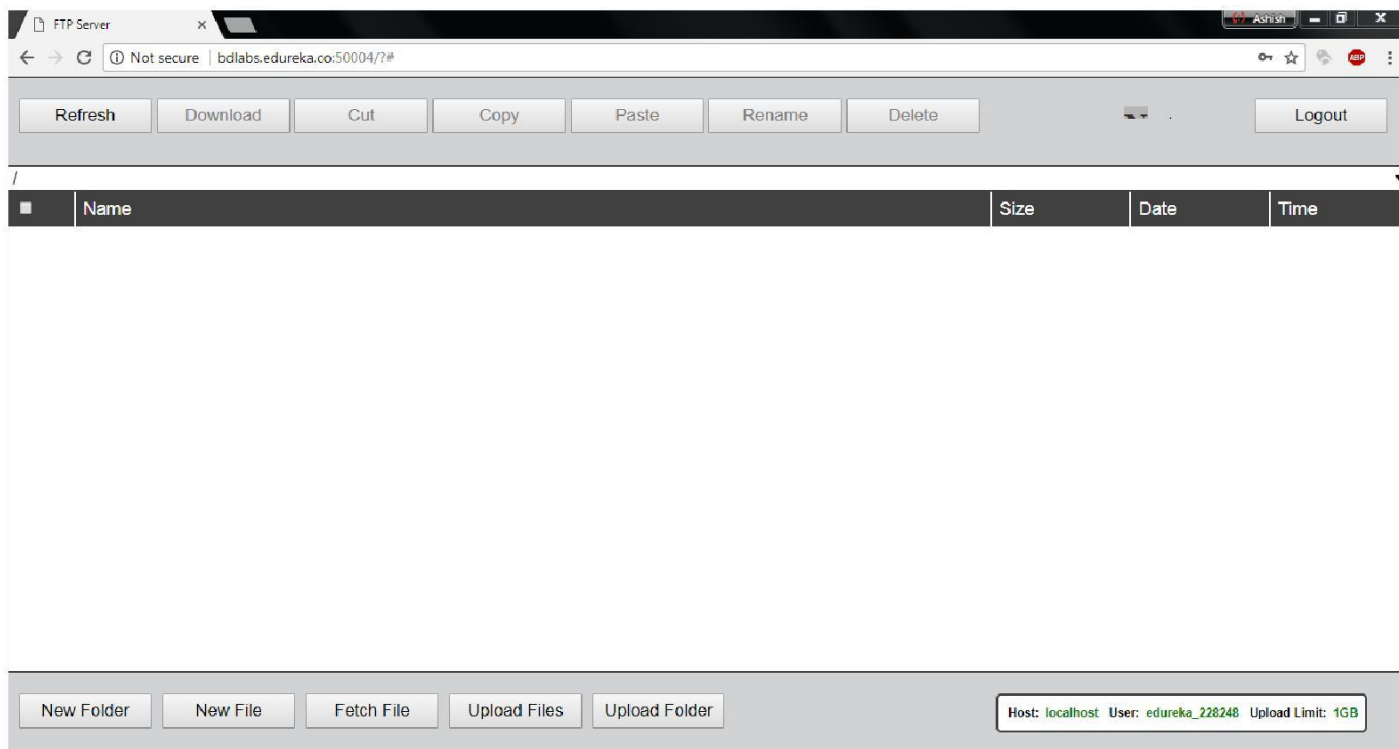 FTP Server
Ashish
Not secure | bdlabs.edureka.co:50004/?#
ABP
Refresh Download Cut Copy Paste Rename Delete Logout
/
Name Size Date Time
New Folder New File Fetch File Upload Files Upload Folder Host: localhost User: edureka_228248 Upload Limit: 1GB